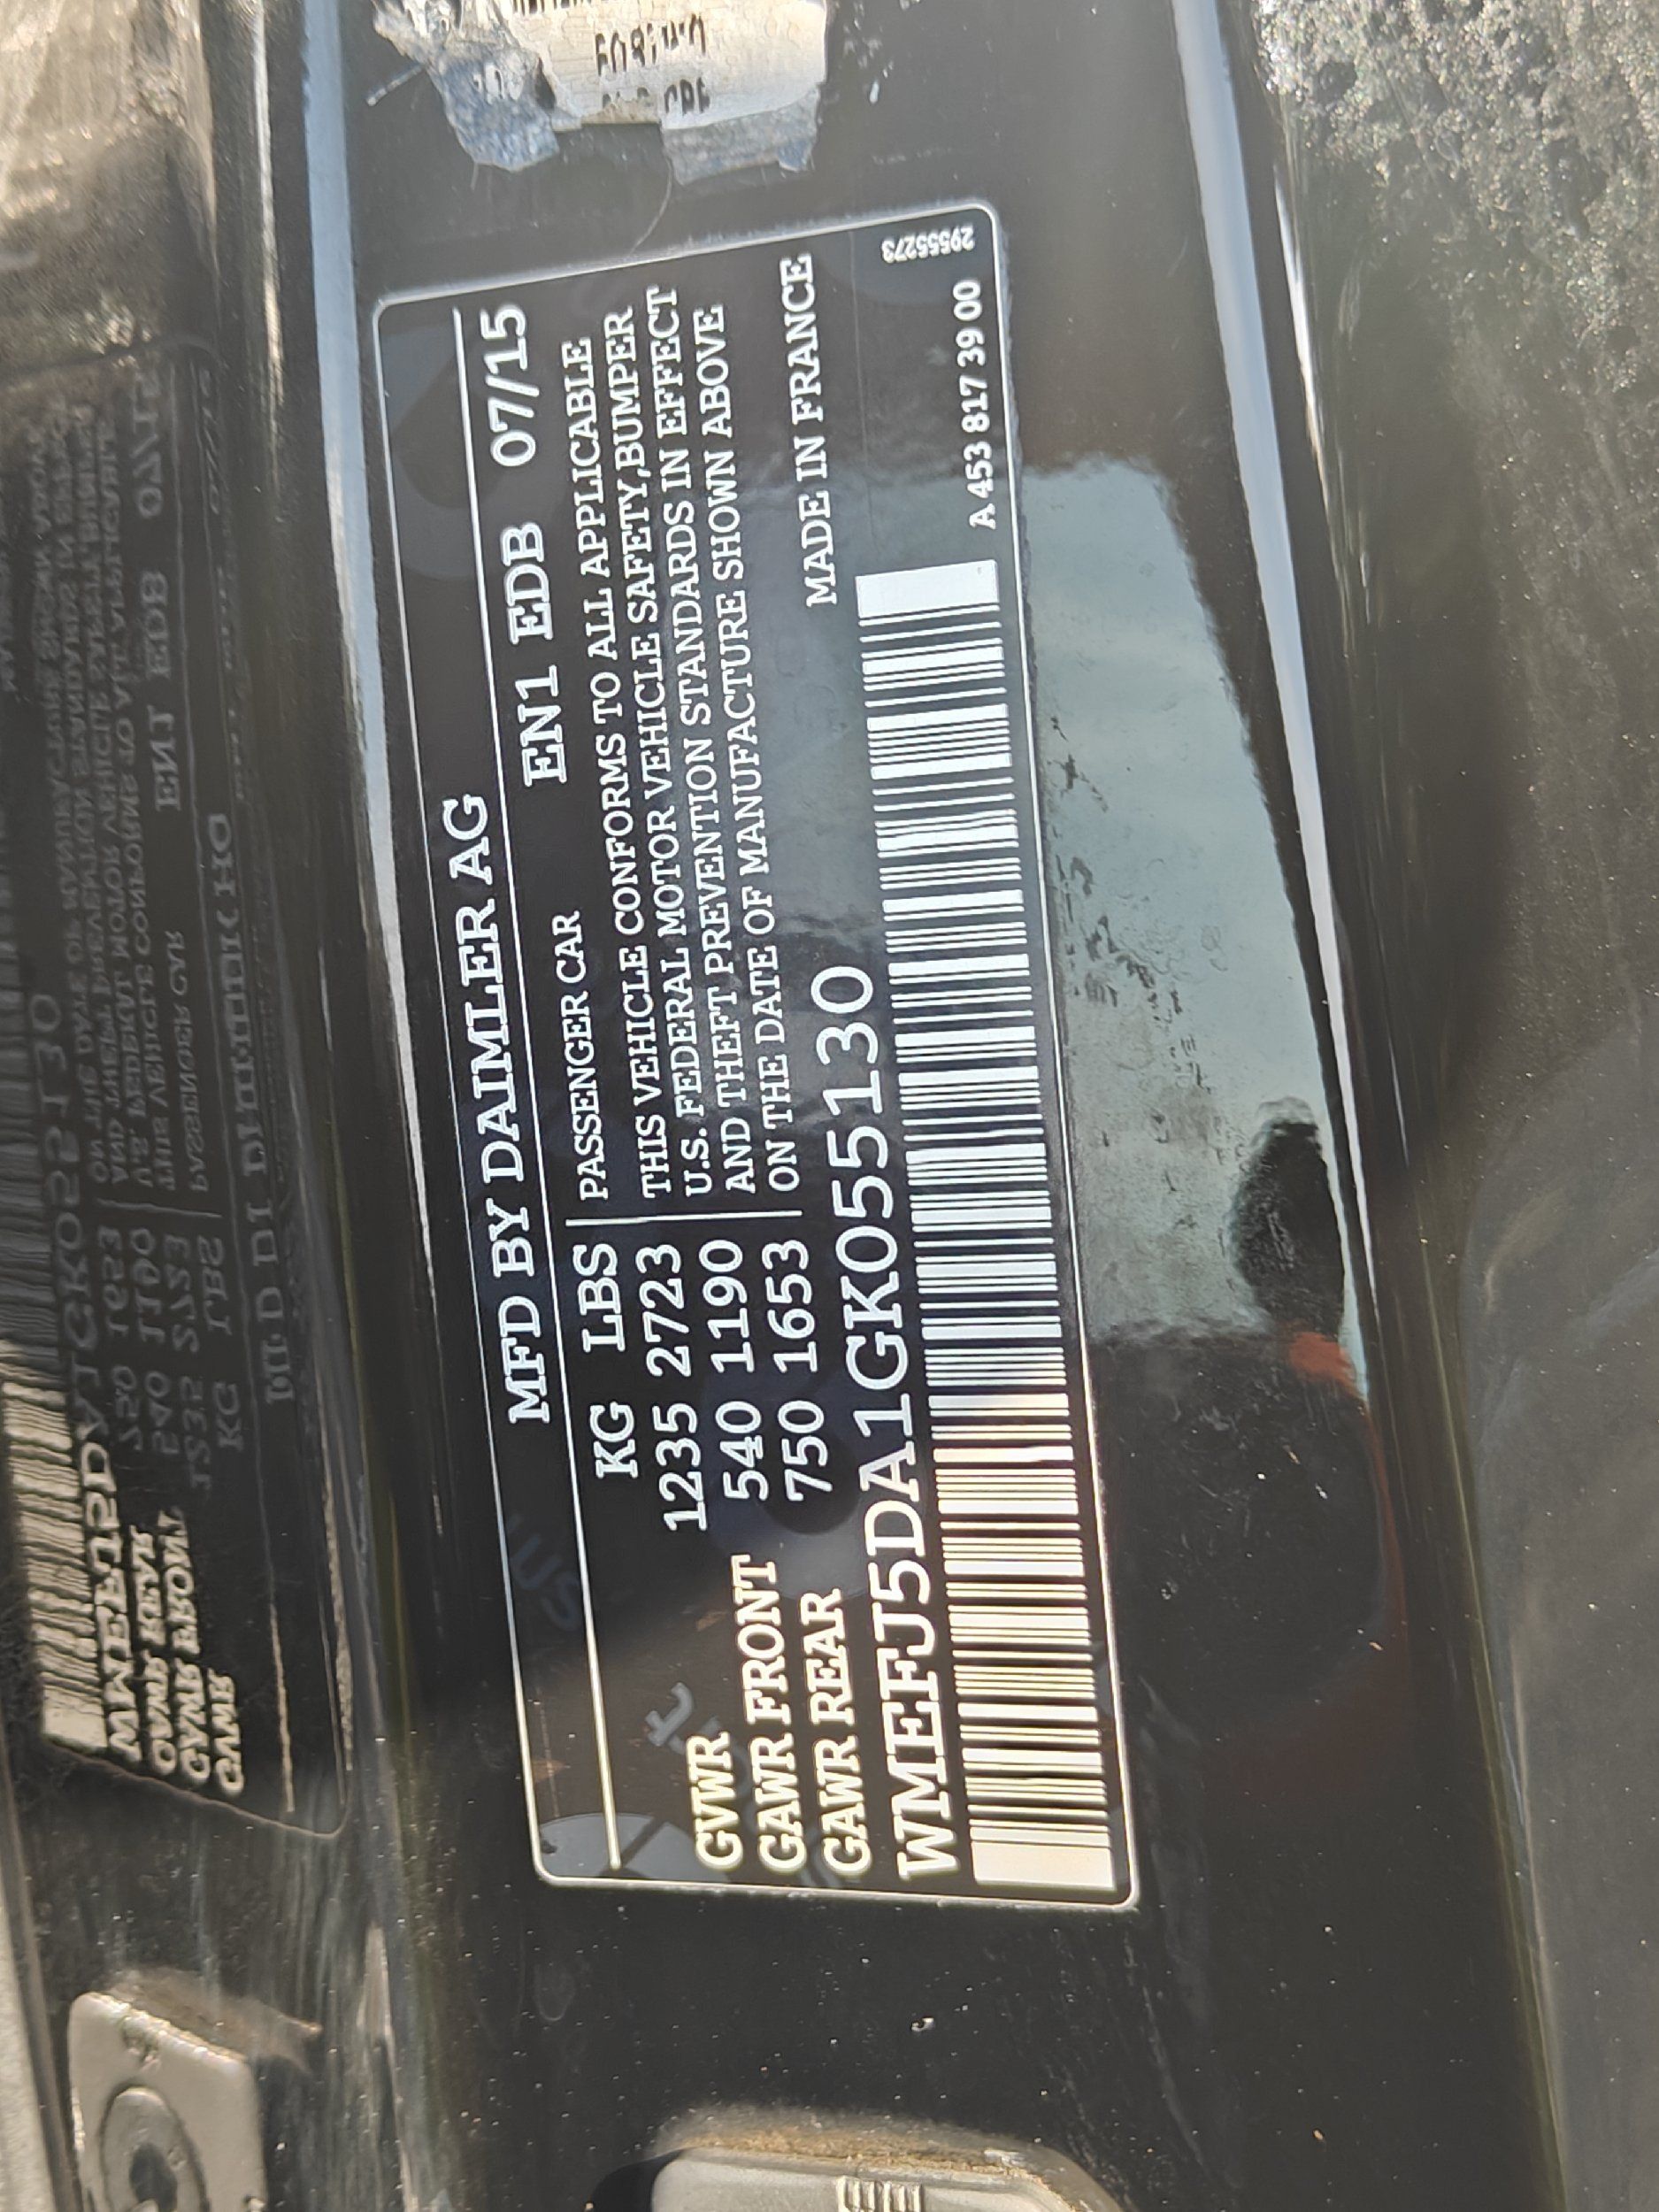 MFD BY DAIMLER AG
EN1 EDB 07/15
KG LBS
GVWR 1235 2723
GAWR FRONT 540 1190
GAWR REAR 750 1653
PASSENGER CAR
THIS VEHICLE CONFORMS TO ALL APPLICABLE
U.S. FEDERAL MOTOR VEHICLE SAFETY,BUMPER
AND THEFT PREVENTION STANDARDS IN EFFECT
ON THE DATE OF MANUFACTURE SHOWN ABOVE
MADE IN FRANCE
WMEFJ5DA1GK055130
A 453 817 39 00
29555273